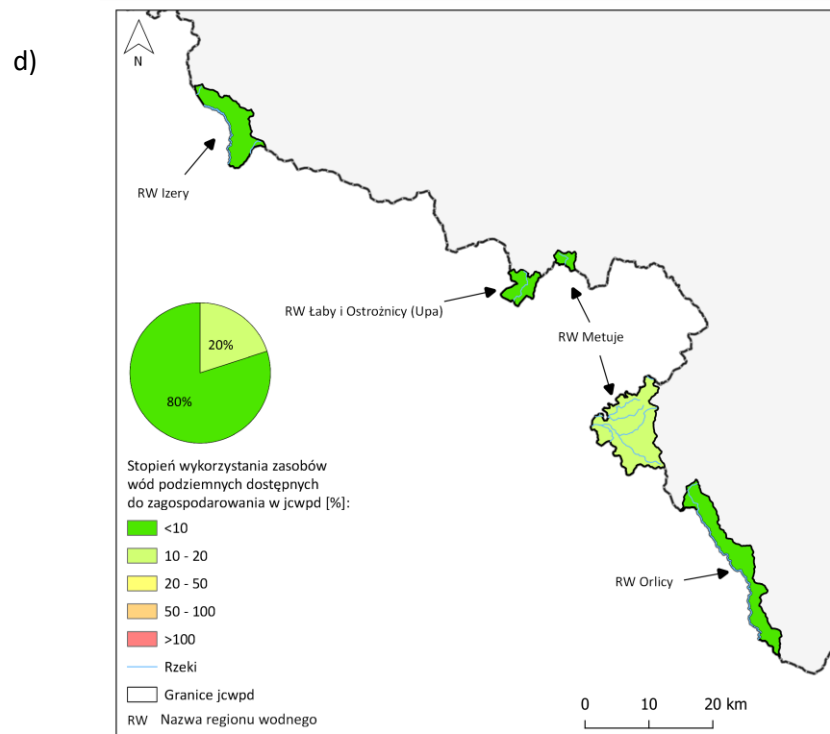 d)
N
RW Izery
RW Łaby i Ostrożnicy (Upa)
RW Metuje
20%
80%
Stopień wykorzystania zasobów
wód podziemnych dostępnych
do zagospodarowania w jcwpd [%]:
<10
10 - 20
20 - 50
50 - 100
>100
Rzeki
Granice jcwpd
RW Nazwa regionu wodnego
RW Orlicy
0 10 20 km